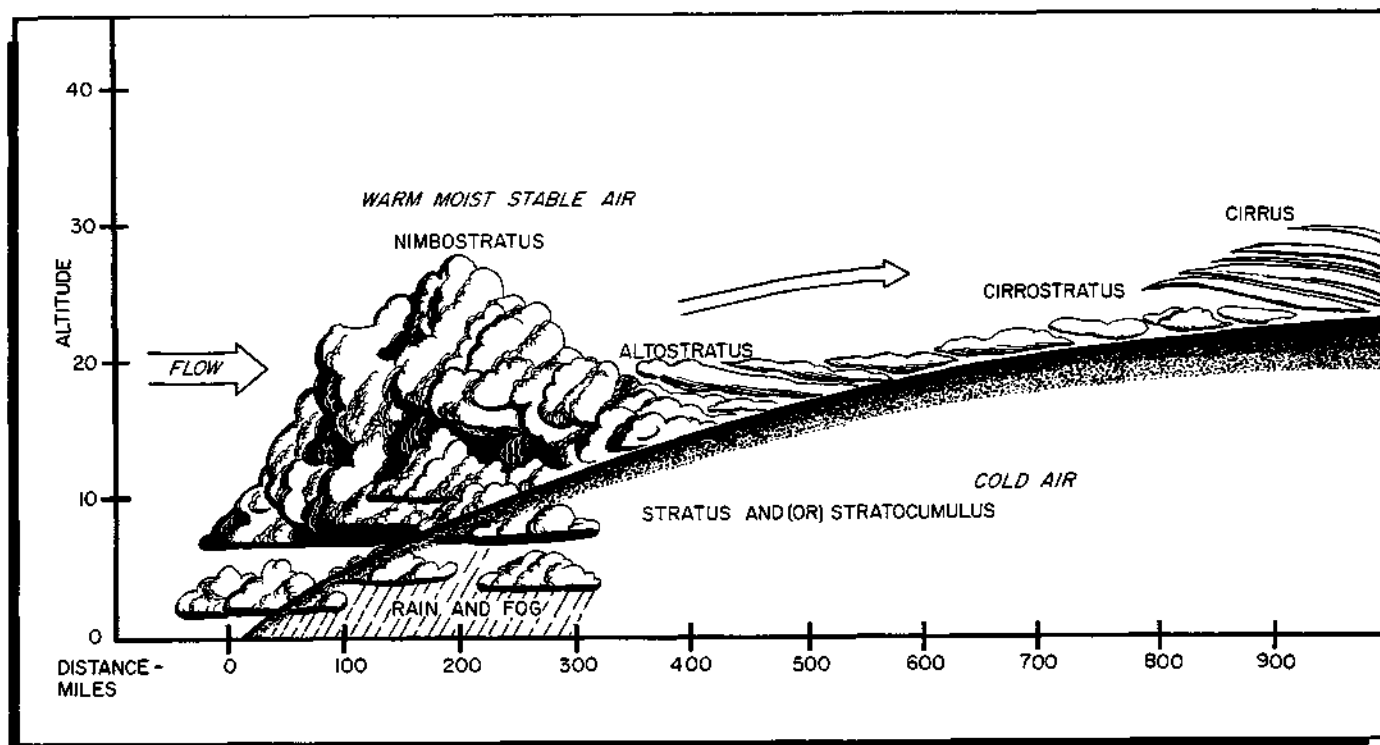 40
WARM MOIST STABLE AIR
30
NIMBOSTRATUS
CIRRUS
CIRROSTRATUS
ALTITUDE
20
FLOW
ALTOSTRATUS
10
COLD AIR
STRATUS AND (OR) STRATOCUMULUS
RAIN AND FOG
0
DISTANCE -
MILES
0 100 200 300 400 500 600 700 800 900